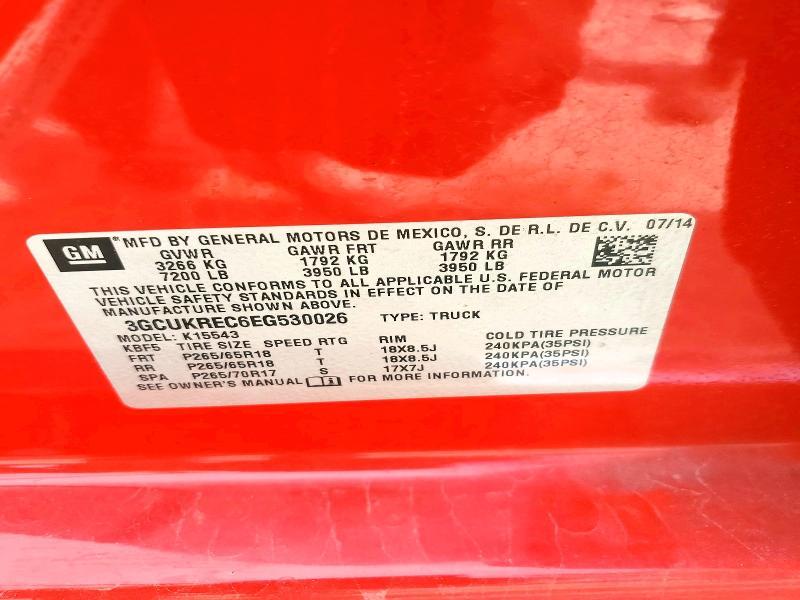 GM ® MFD BY GENERAL MOTORS DE MEXICO, S. DE R.L. DE C.V. 07/14
GVWR GAWR FRT GAWR RR
3266 KG 1792 KG 1792 KG
7200 LB 3950 LB 3950 LB
THIS VEHICLE CONFORMS TO ALL APPLICABLE U.S. FEDERAL MOTOR
VEHICLE SAFETY STANDARDS IN EFFECT ON THE DATE OF
MANUFACTURE SHOWN ABOVE.
3GCUKREC6EG530026 TYPE: TRUCK
MODEL: K15543
KBF5 TIRE SIZE SPEED RTG RIM COLD TIRE PRESSURE
FRT P265/65R18 T 18X8.5J 240KPA(35PSI)
RR P265/65R18 T 18X8.5J 240KPA(35PSI)
SPA P265/70R17 S 17X7J 240KPA(35PSI)
SEE OWNER'S MANUAL FOR MORE INFORMATION.